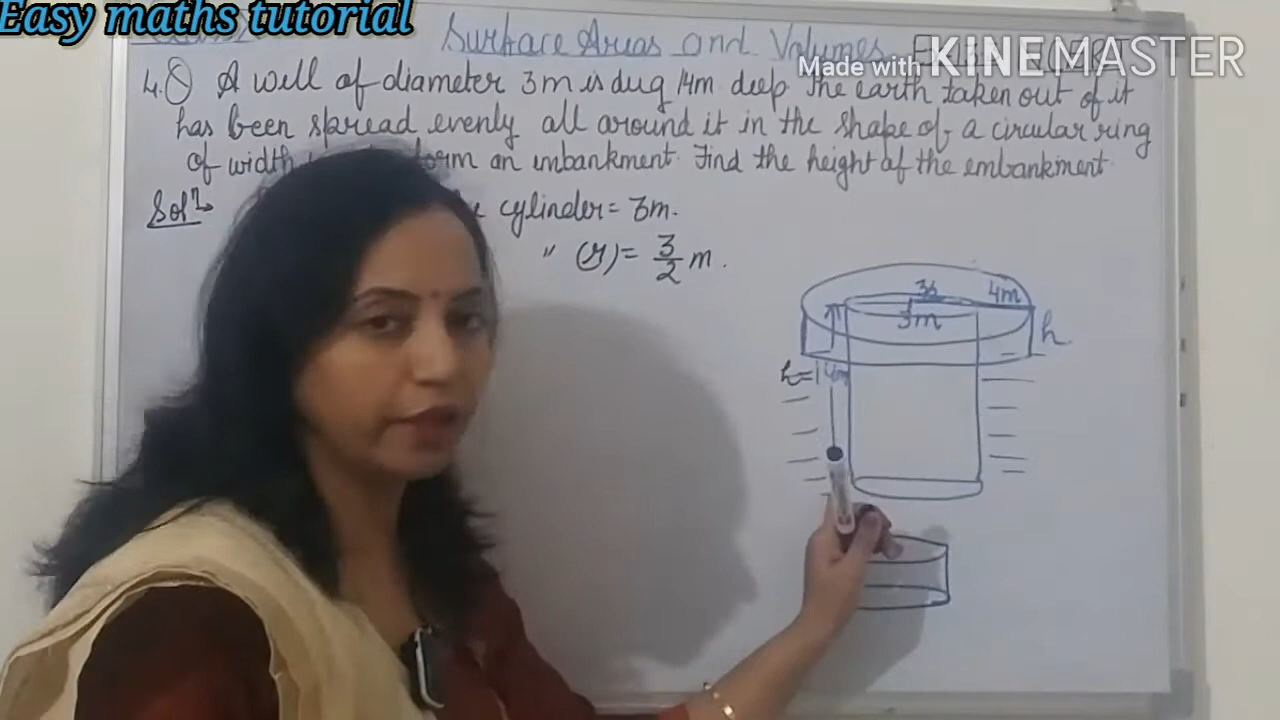 Easy maths tutorial
Surface Areas and Volumes
Made with KINEMASTER
4.Q A well of diameter 3m is dug 14m deep. The earth taken out of it
has been spread evenly all around it in the shape of a circular ring
of width form an embankment. Find the height of the embankment.
Soln cylinder = 3m.
" (r) = 3/2 m.
4m
3m
h
h=14m